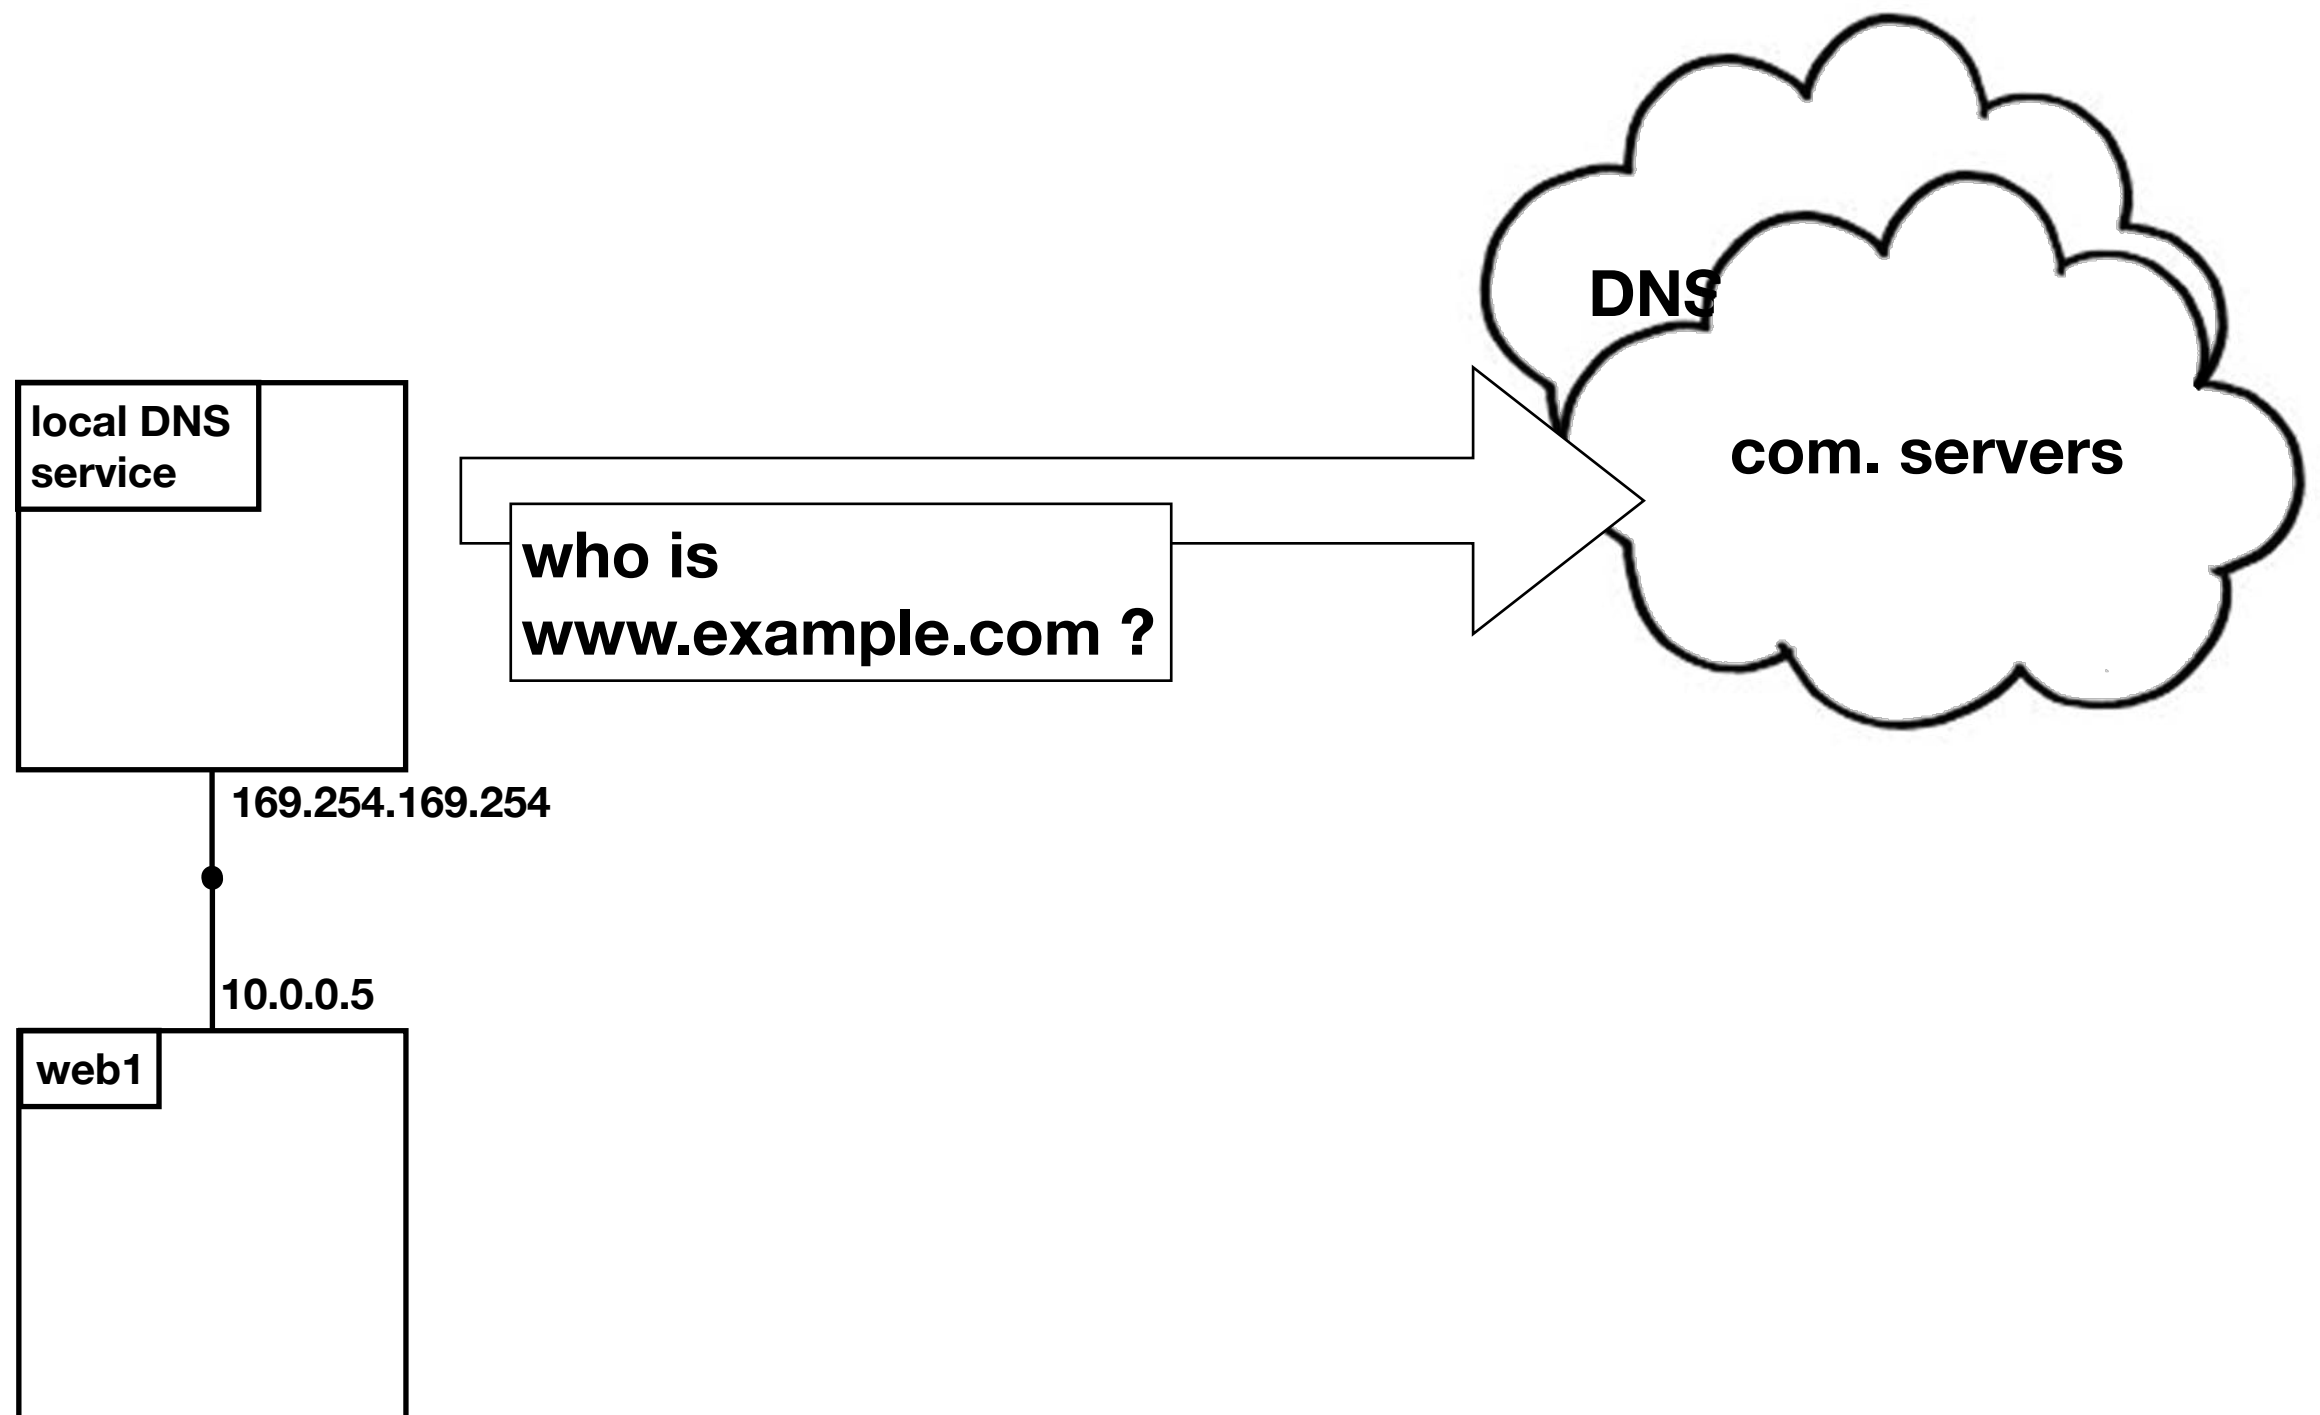 DNS
local DNS
service
com. servers
who is
www.example.com ?
169.254.169.254
10.0.0.5
web1